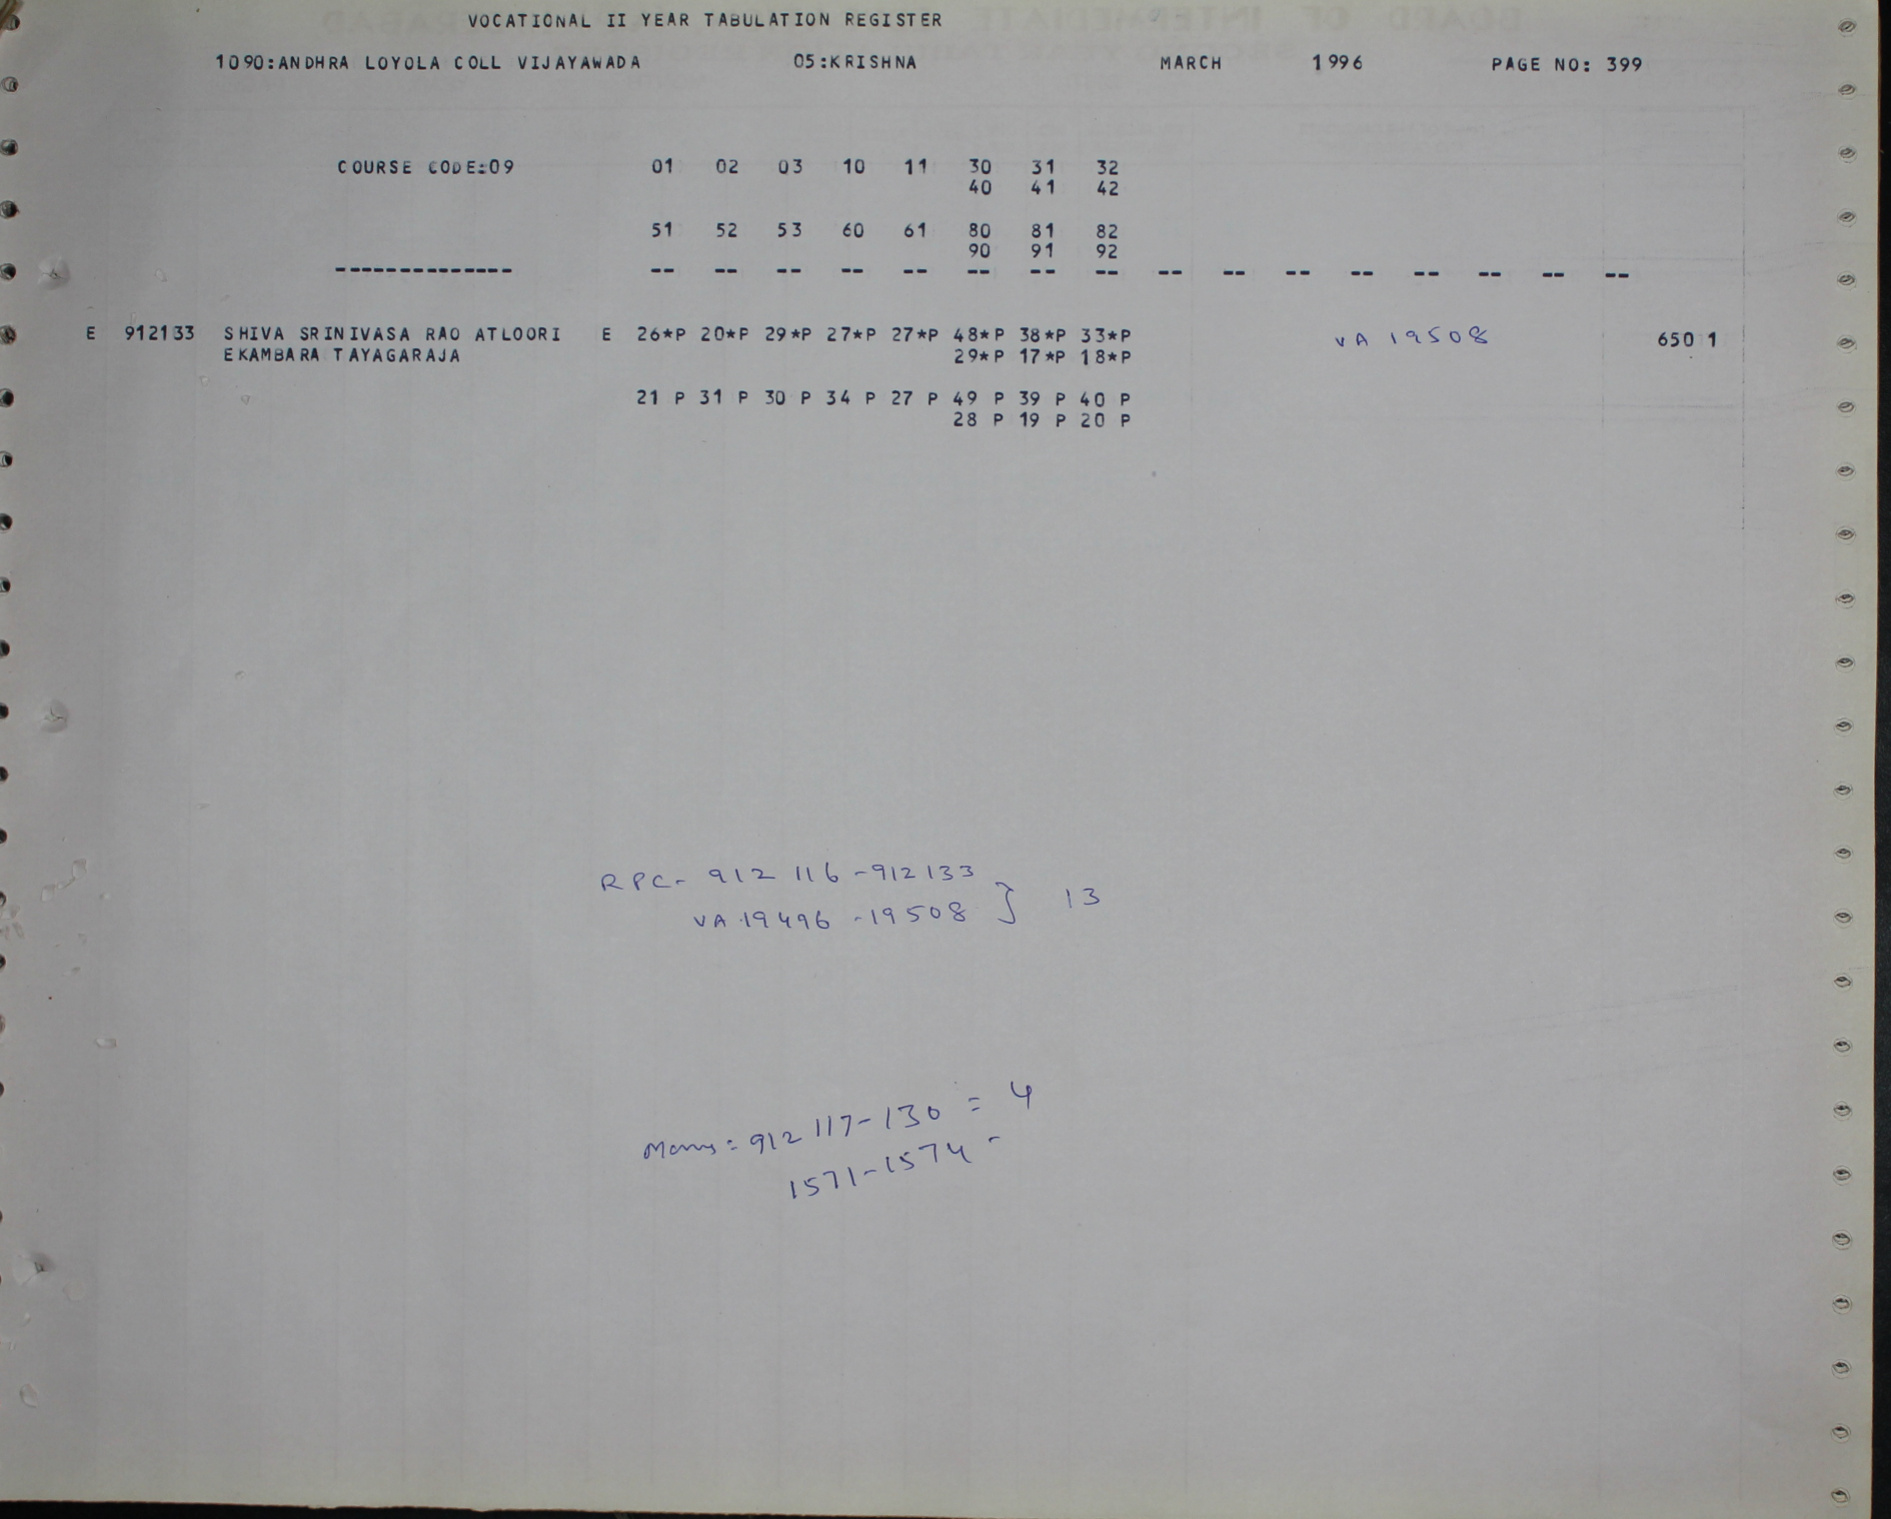 VOCATIONAL II YEAR TABULATION REGISTER
1090:ANDHRA LOYOLA COLL VIJAYAWADA 05:KRISHNA MARCH 1996 PAGE NO: 399
COURSE CODE:09 01 02 03 10 11 30 31 32
40 41 42
51 52 53 60 61 80 81 82
90 91 92
-------------- -- -- -- -- -- -- -- -- -- -- -- -- -- -- -- --
E 912133 SHIVA SRINIVASA RAO ATLOORI E 26*P 20*P 29*P 27*P 27*P 48*P 38*P 33*P VA 19508 650 1
EKAMBARA TAYAGARAJA 29*P 17*P 18*P
21 P 31 P 30 P 34 P 27 P 49 P 39 P 40 P
28 P 19 P 20 P
RPC- 912 116 - 912133
VA 19496 - 19508 } 13
= 912 117-130 = 4
1571-1574 -